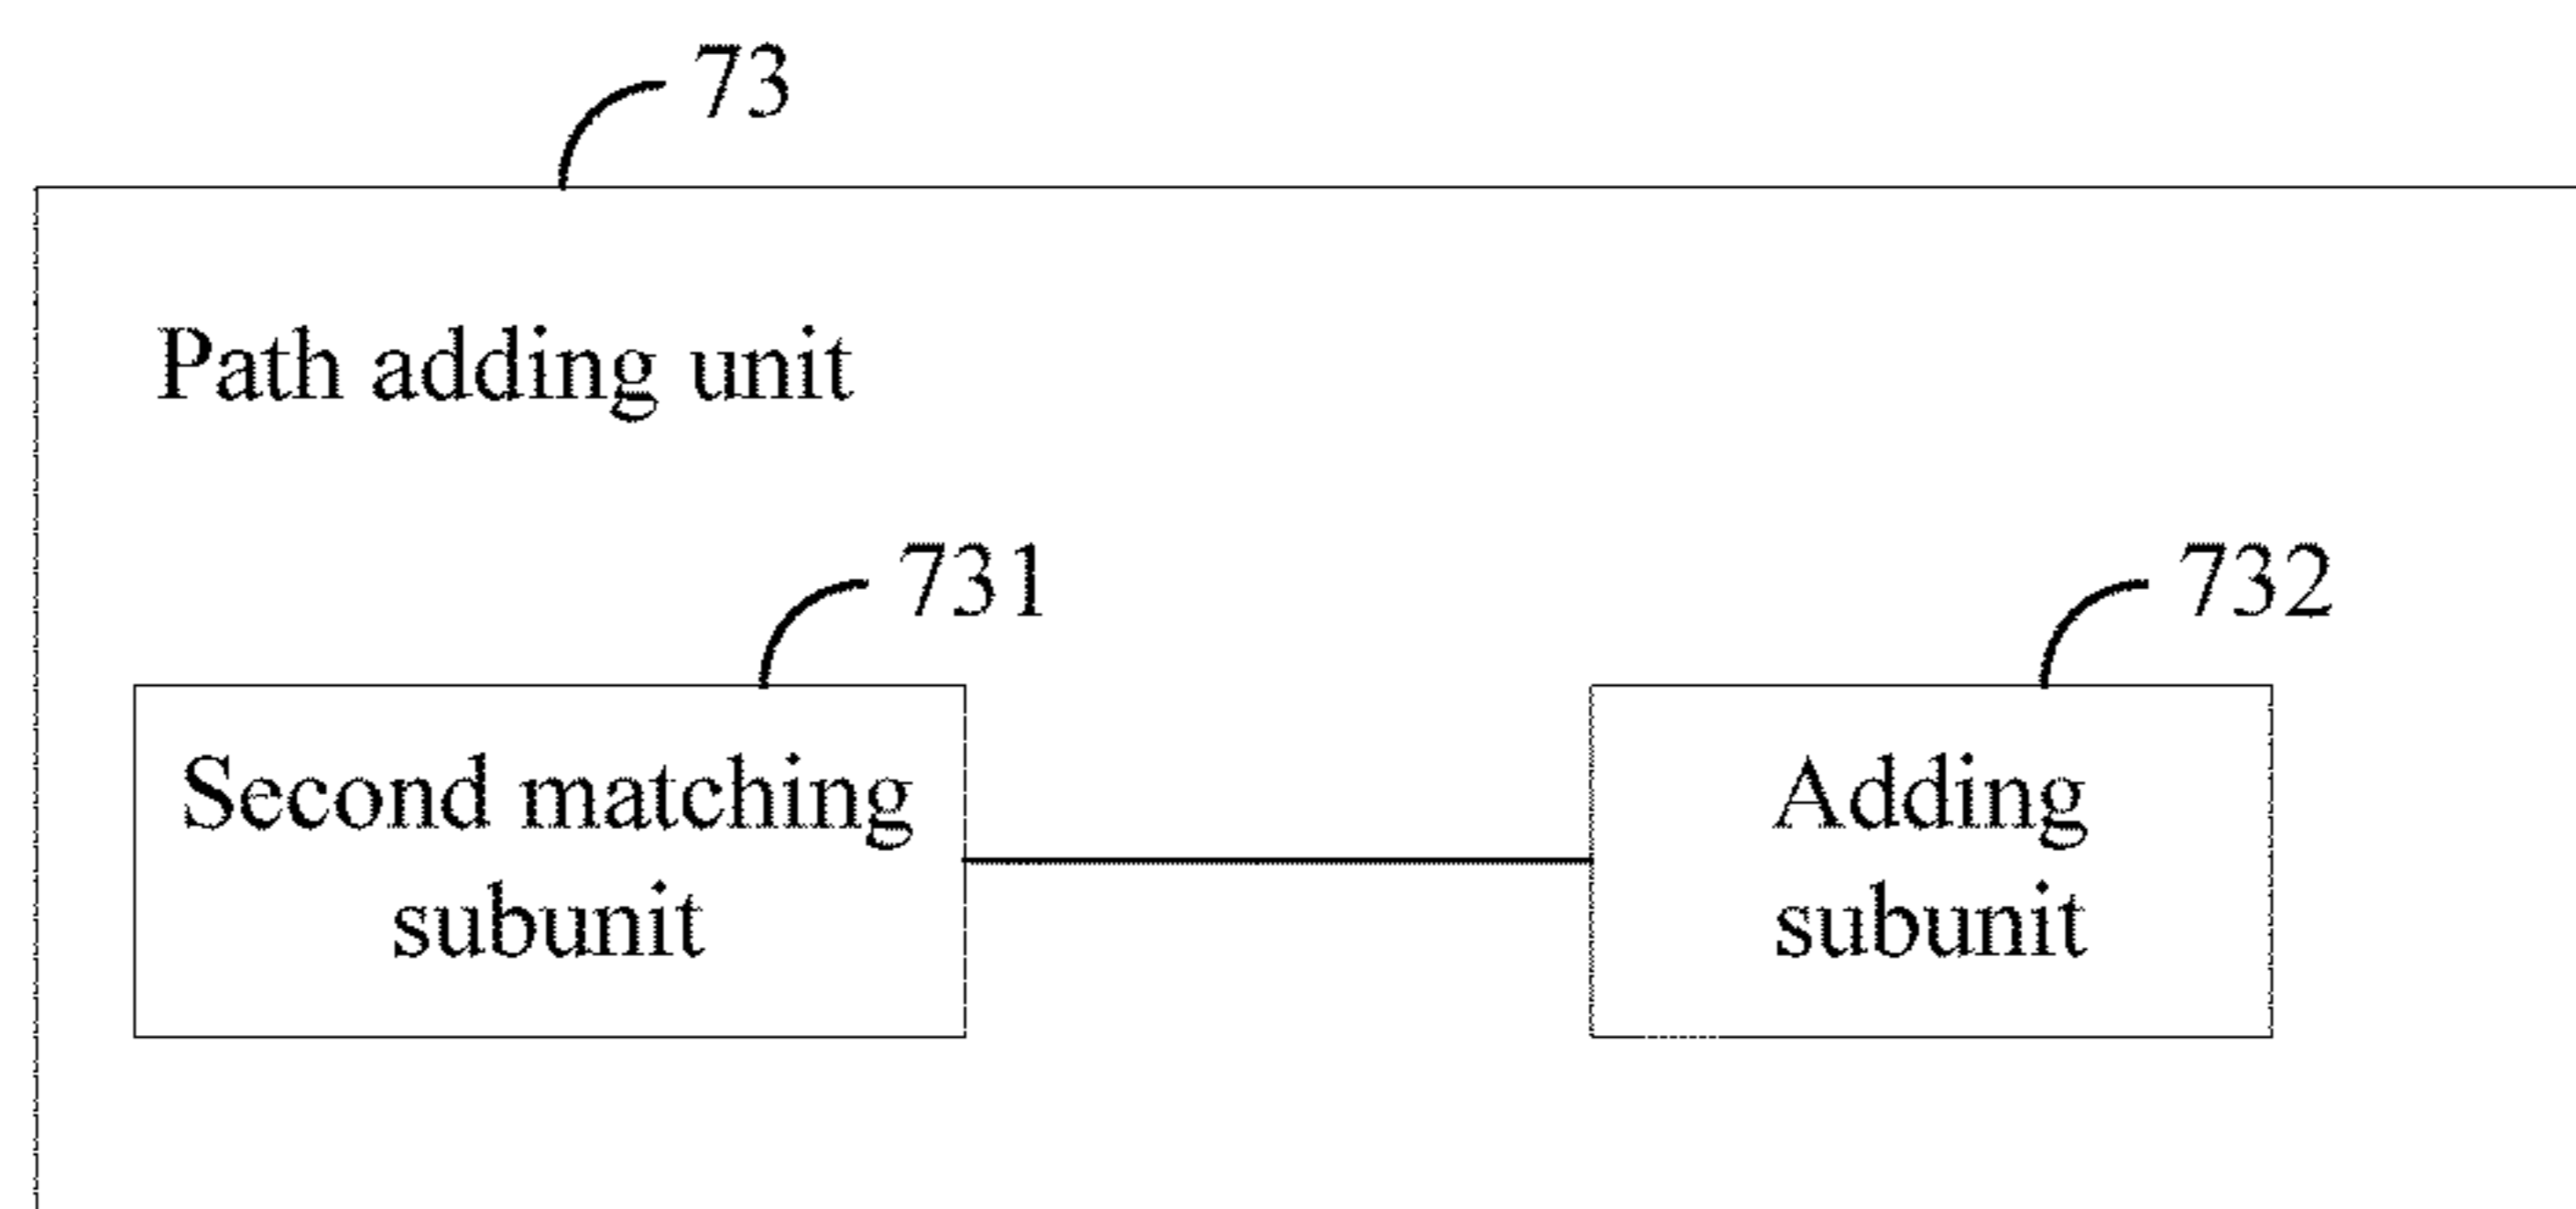 73
Path adding unit
731
732
Second matching
subunit
Adding
subunit